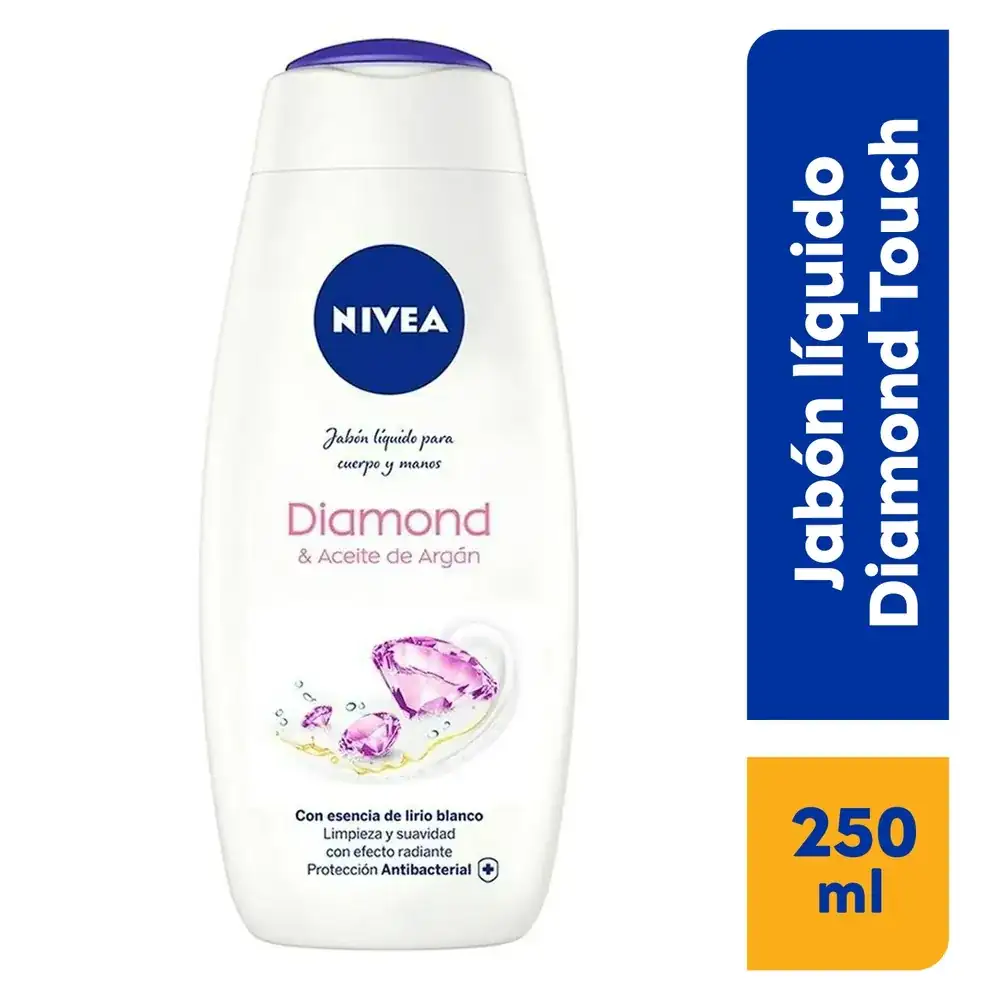 NIVEA
Jabón líquido para
cuerpo y manos
Diamond
& Aceite de Argán
Con esencia de lirio blanco
Limpieza y suavidad
con efecto radiante
Protección Antibacterial
Jabón líquido
Diamond Touch
250
ml